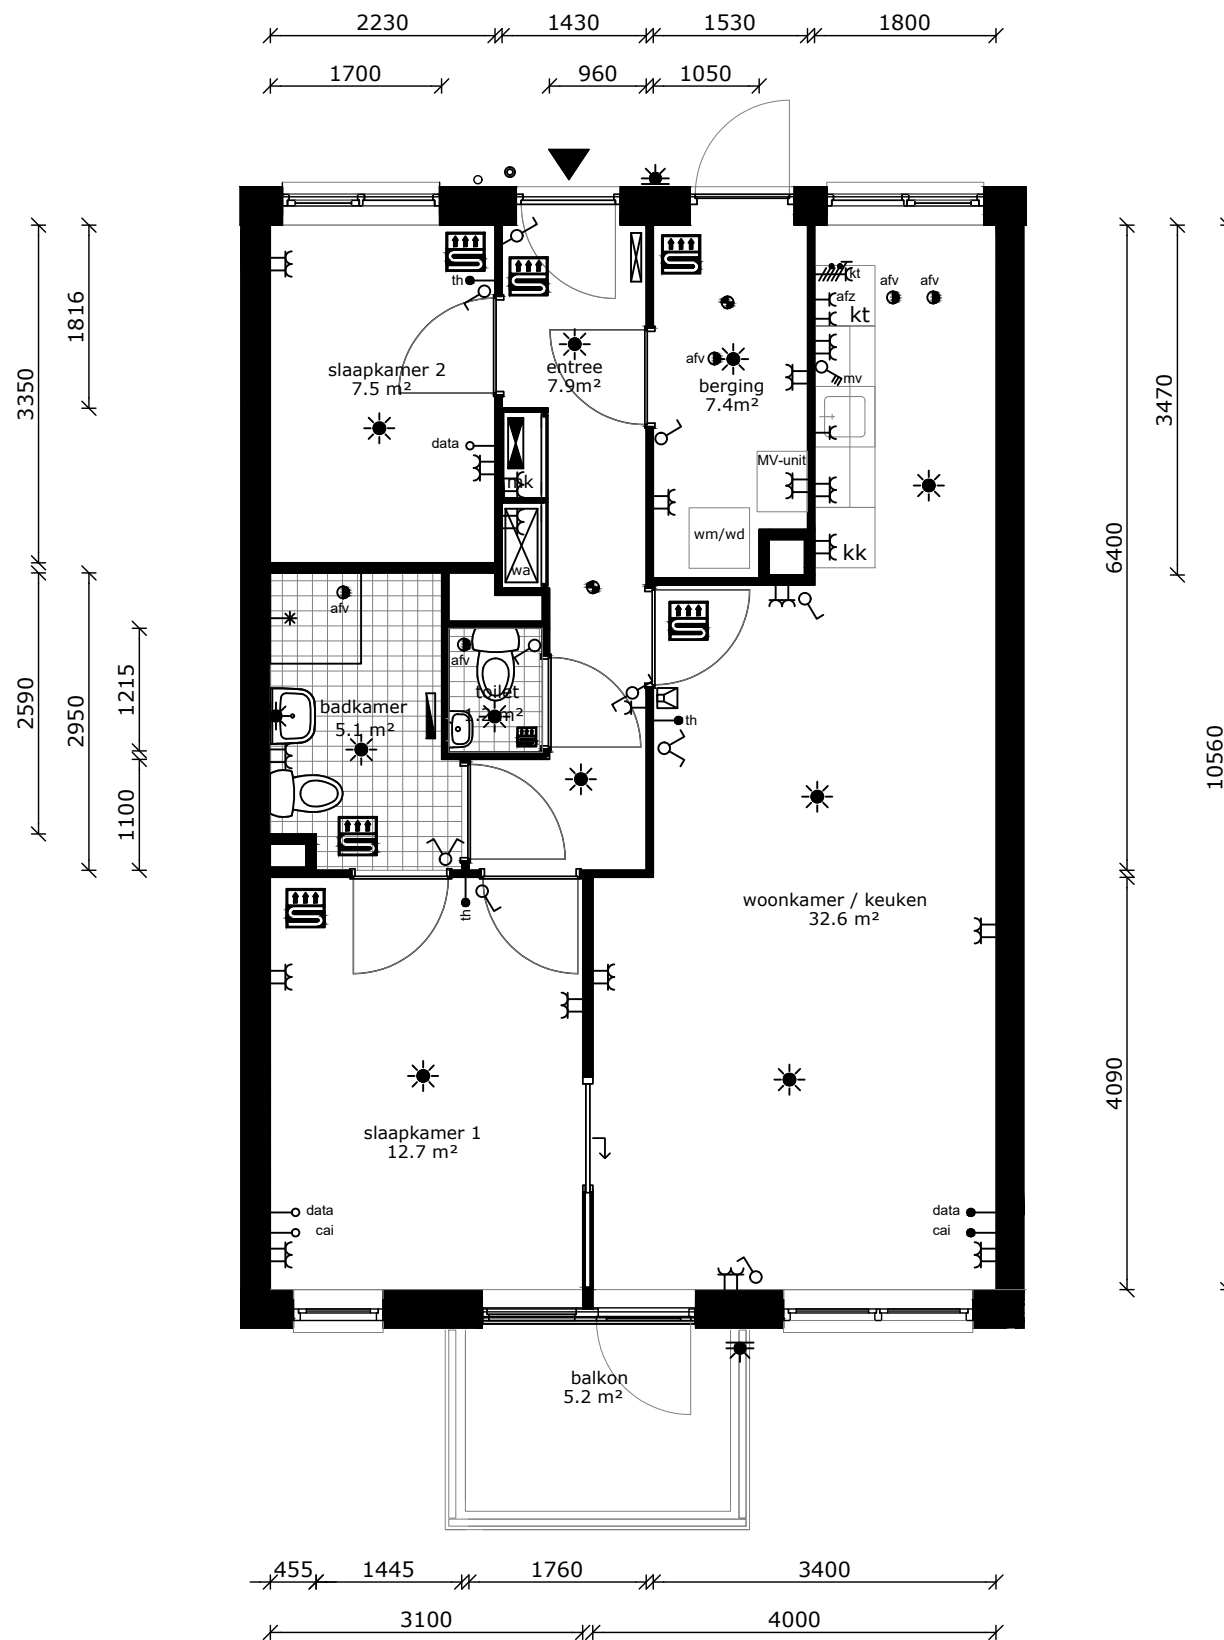 2230
1430
1530
1800
1700
960
1050
3350
1816
2590
2950
1215
1100
6400
3470
10560
4090
th
kt
afz
kt
afv
afv
mv
slaapkamer 2
7.5 m²
entree
7.9m²
afv
berging
7.4m²
data
mk
MV-unit
wa
wm/wd
kk
afv
afv
toilet
badkamer
5.1 m²
th
th
woonkamer / keuken
32.6 m²
slaapkamer 1
12.7 m²
data
cai
data
cai
balkon
5.2 m²
455
1445
1760
3400
3100
4000